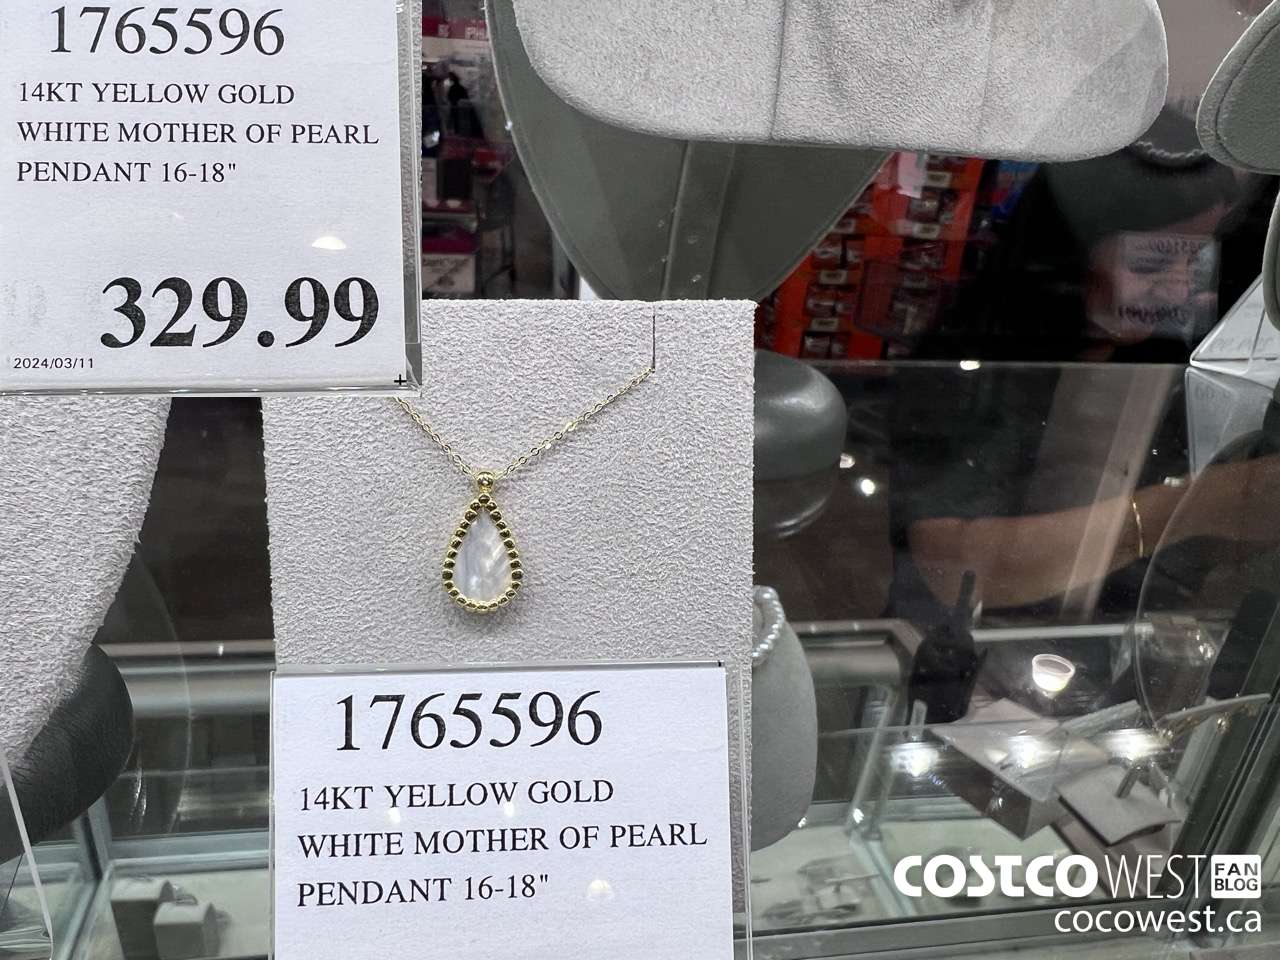 1765596
14KT YELLOW GOLD
WHITE MOTHER OF PEARL
PENDANT 16-18"
329.99
2024/03/11
1765596
14KT YELLOW GOLD
WHITE MOTHER OF PEARL
PENDANT 16-18"
COSTCO WEST FAN BLOG
cocowest.ca